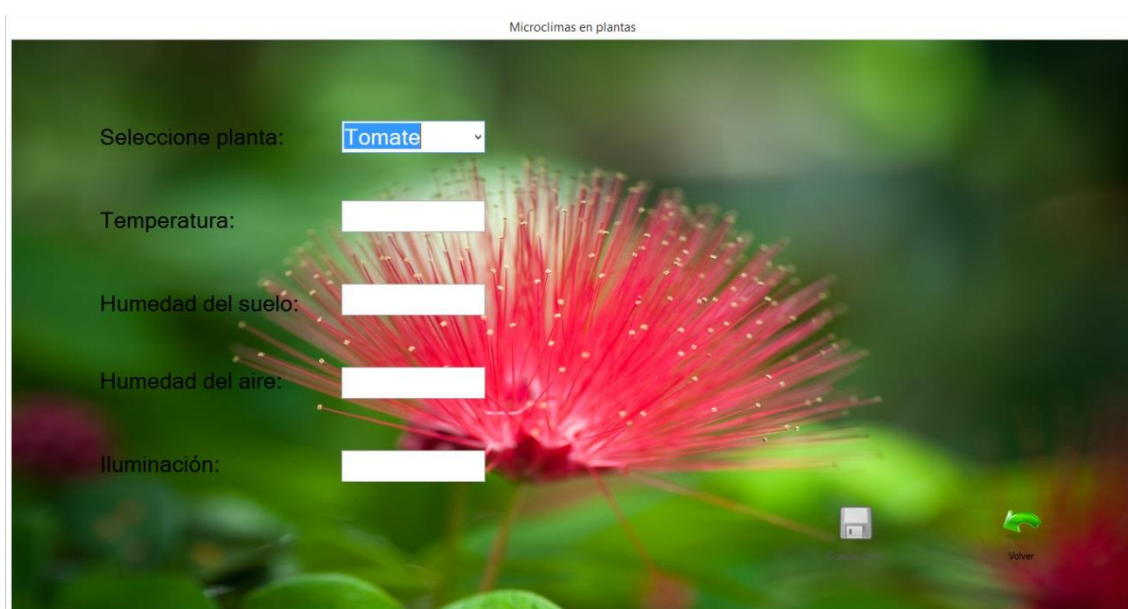 Microclimas en plantas
Seleccione planta:
Tomate
Temperatura:
Humedad del suelo:
Humedad del aire:
Iluminación:
Volver